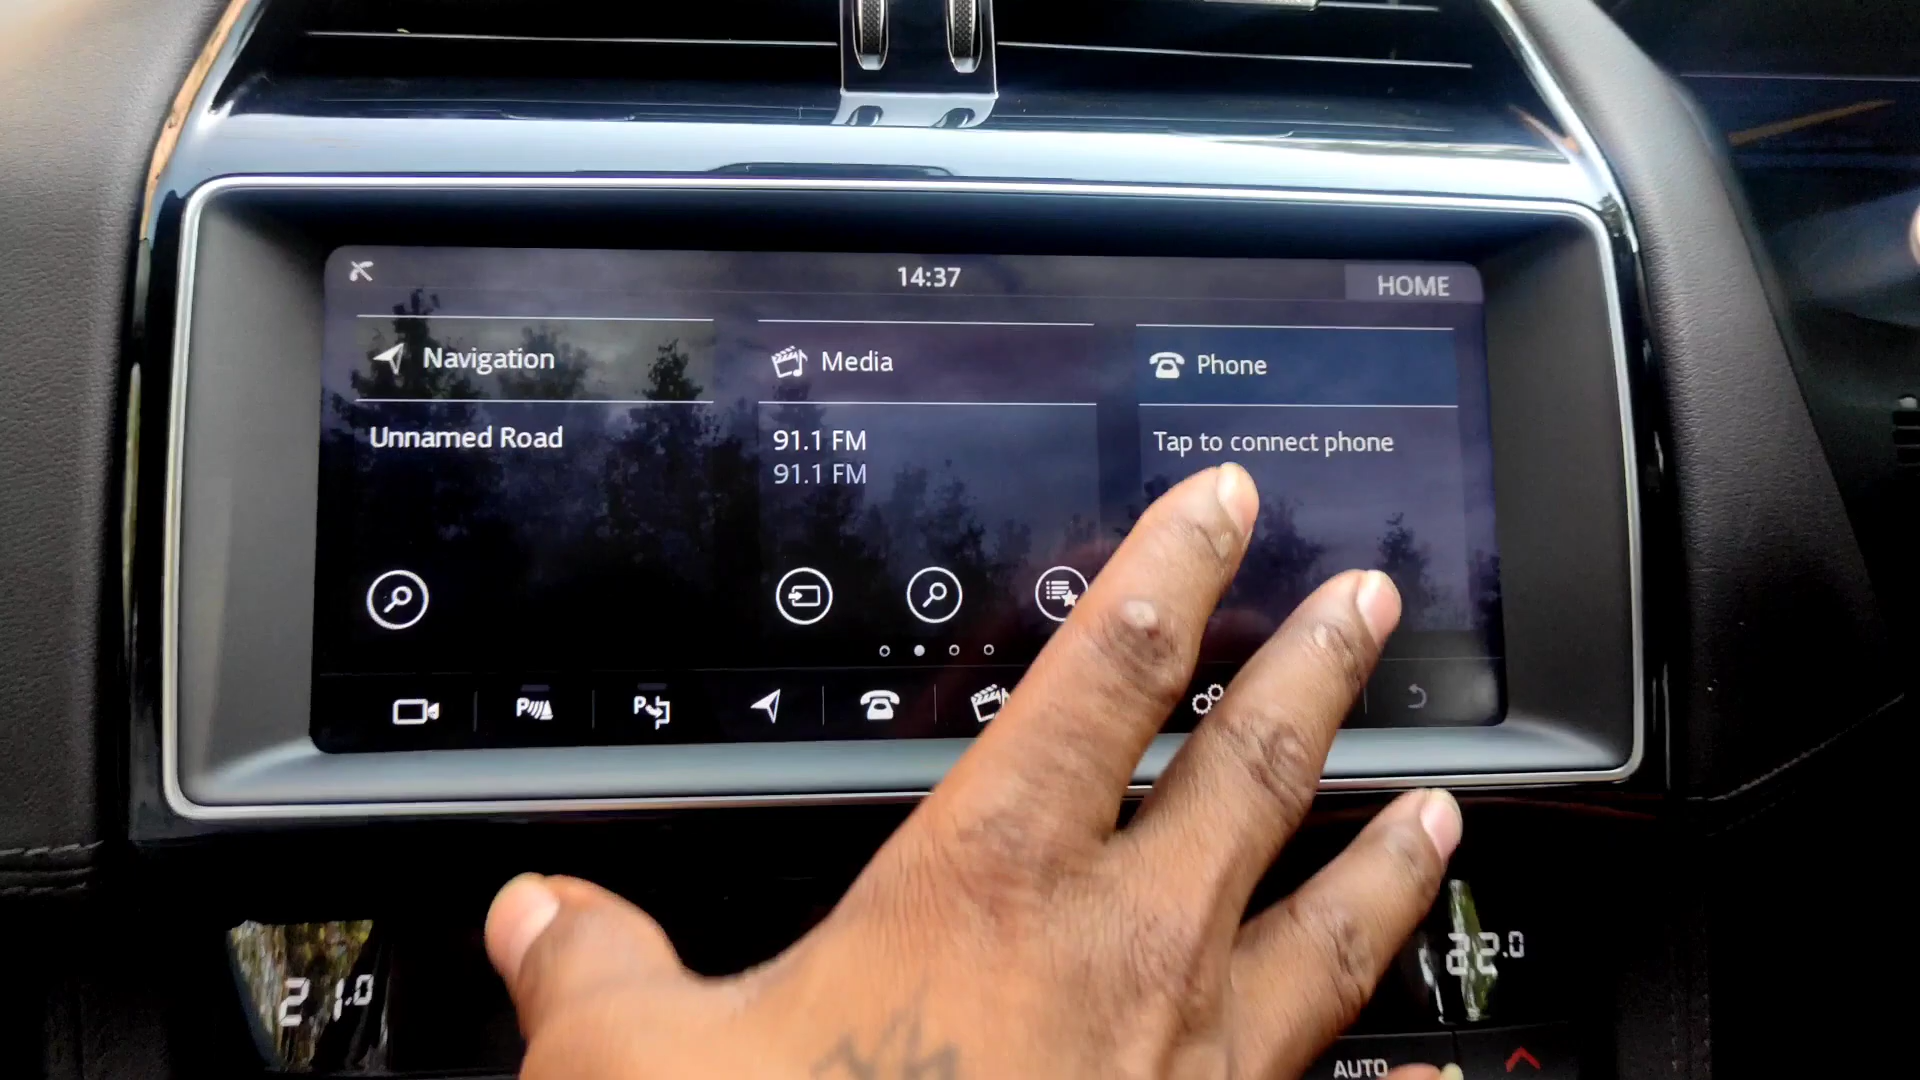 14:37
HOME
Navigation
Media
Phone
Unnamed Road
91.1 FM
91.1 FM
Tap to connect phone
21.0
22.0
AUTO